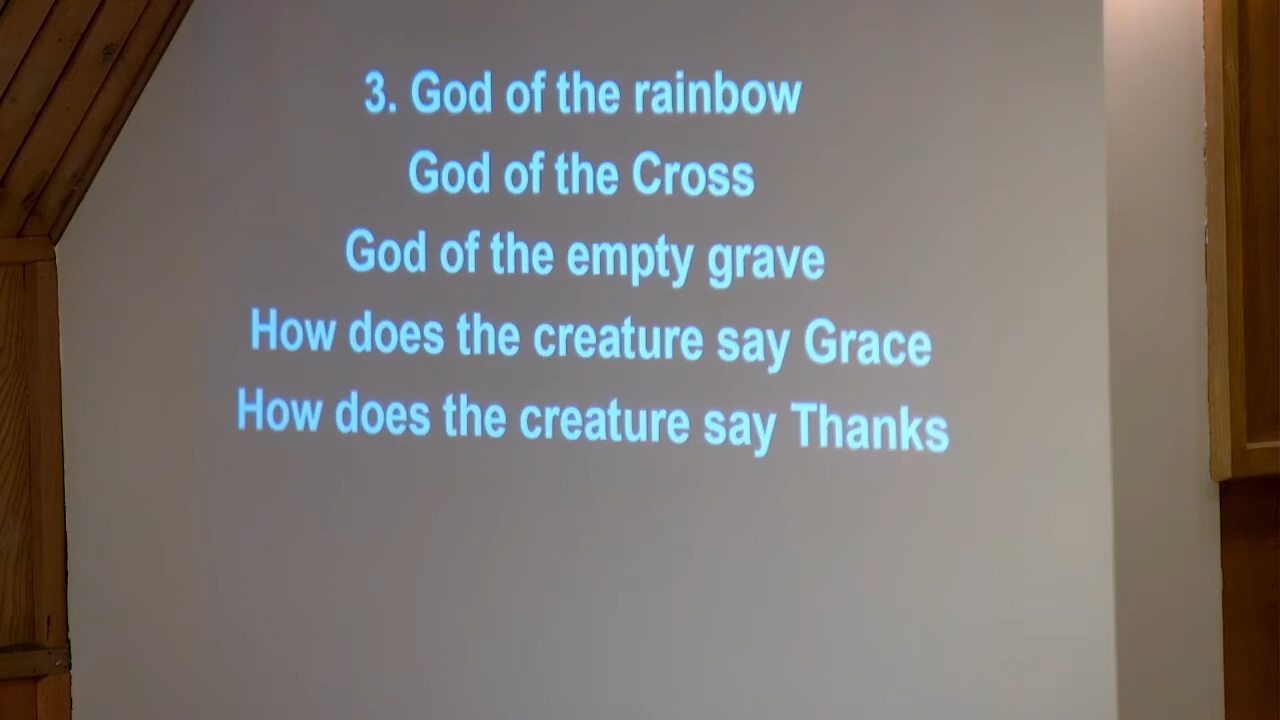 3. God of the rainbow
God of the Cross
God of the empty grave
How does the creature say Grace
How does the creature say Thanks